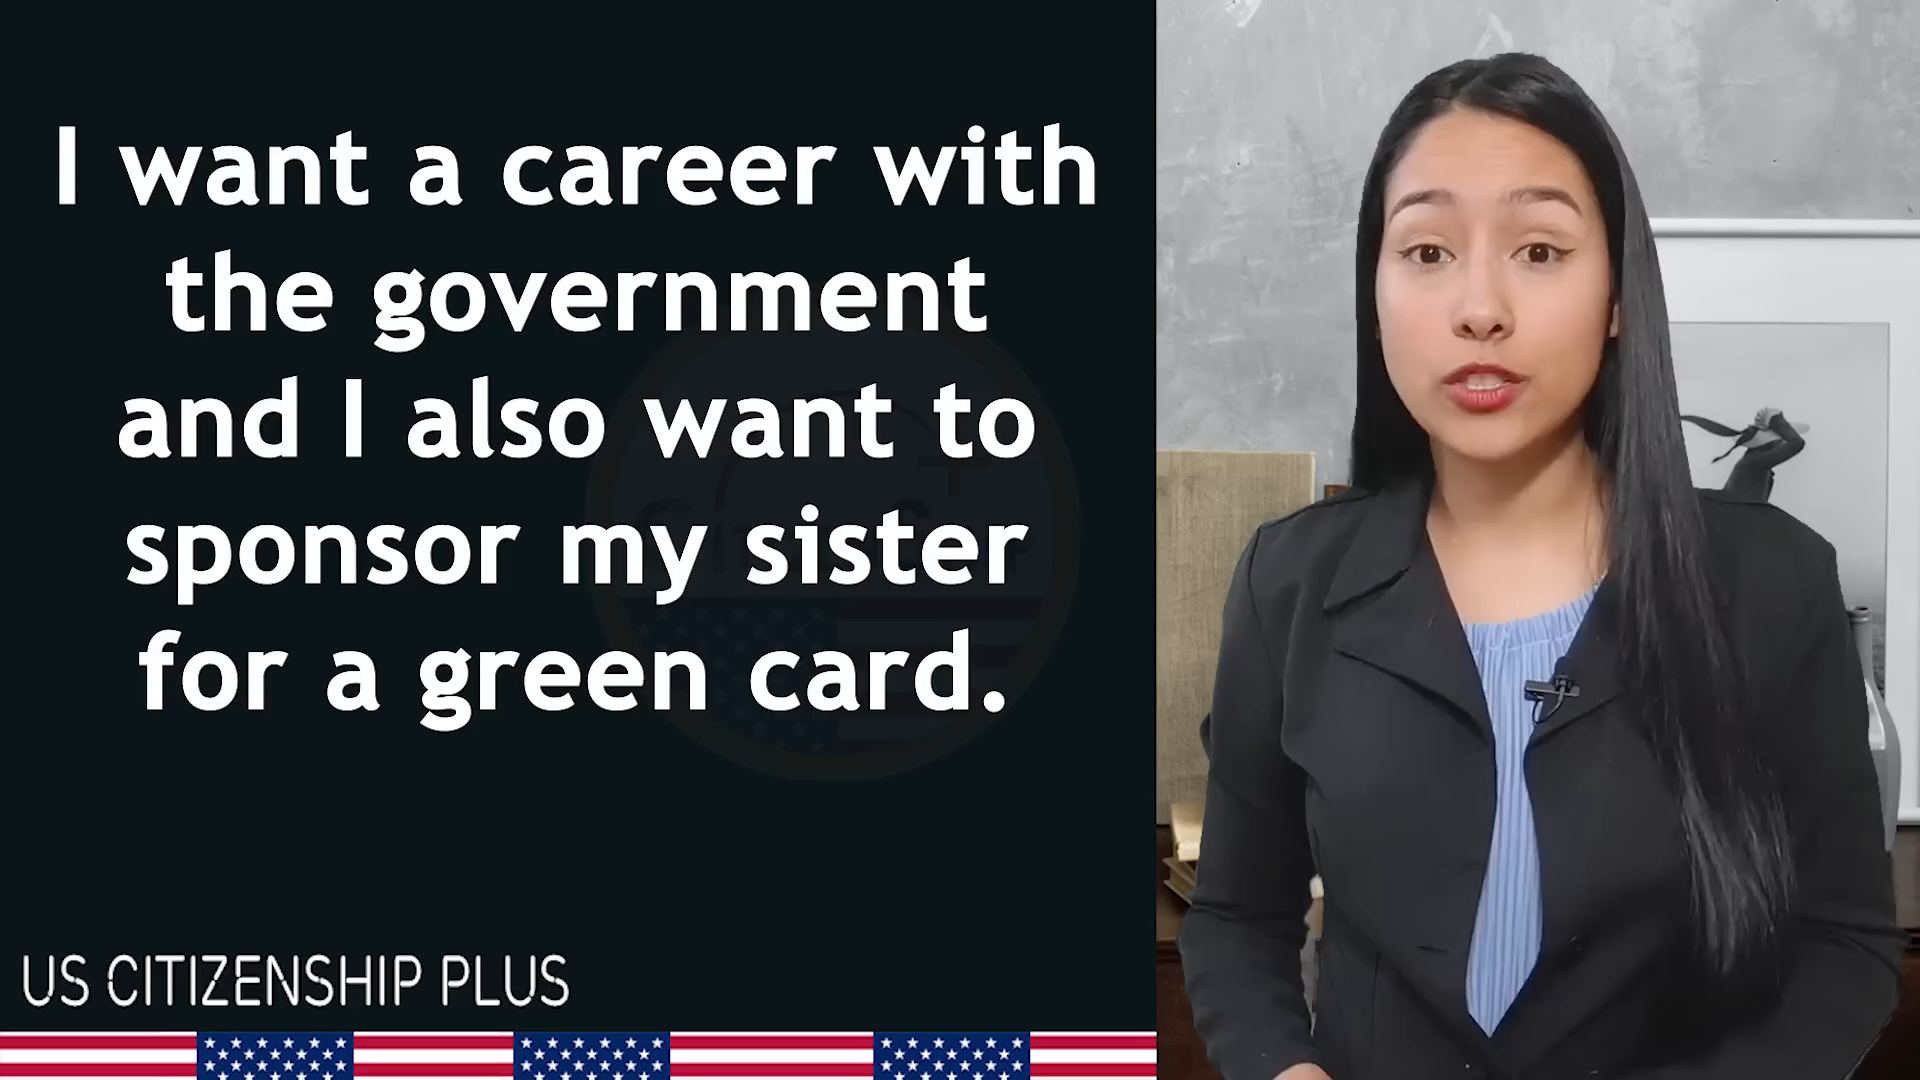 I want a career with
the government
and I also want to
sponsor my sister
for a green card.
US CITIZENSHIP PLUS